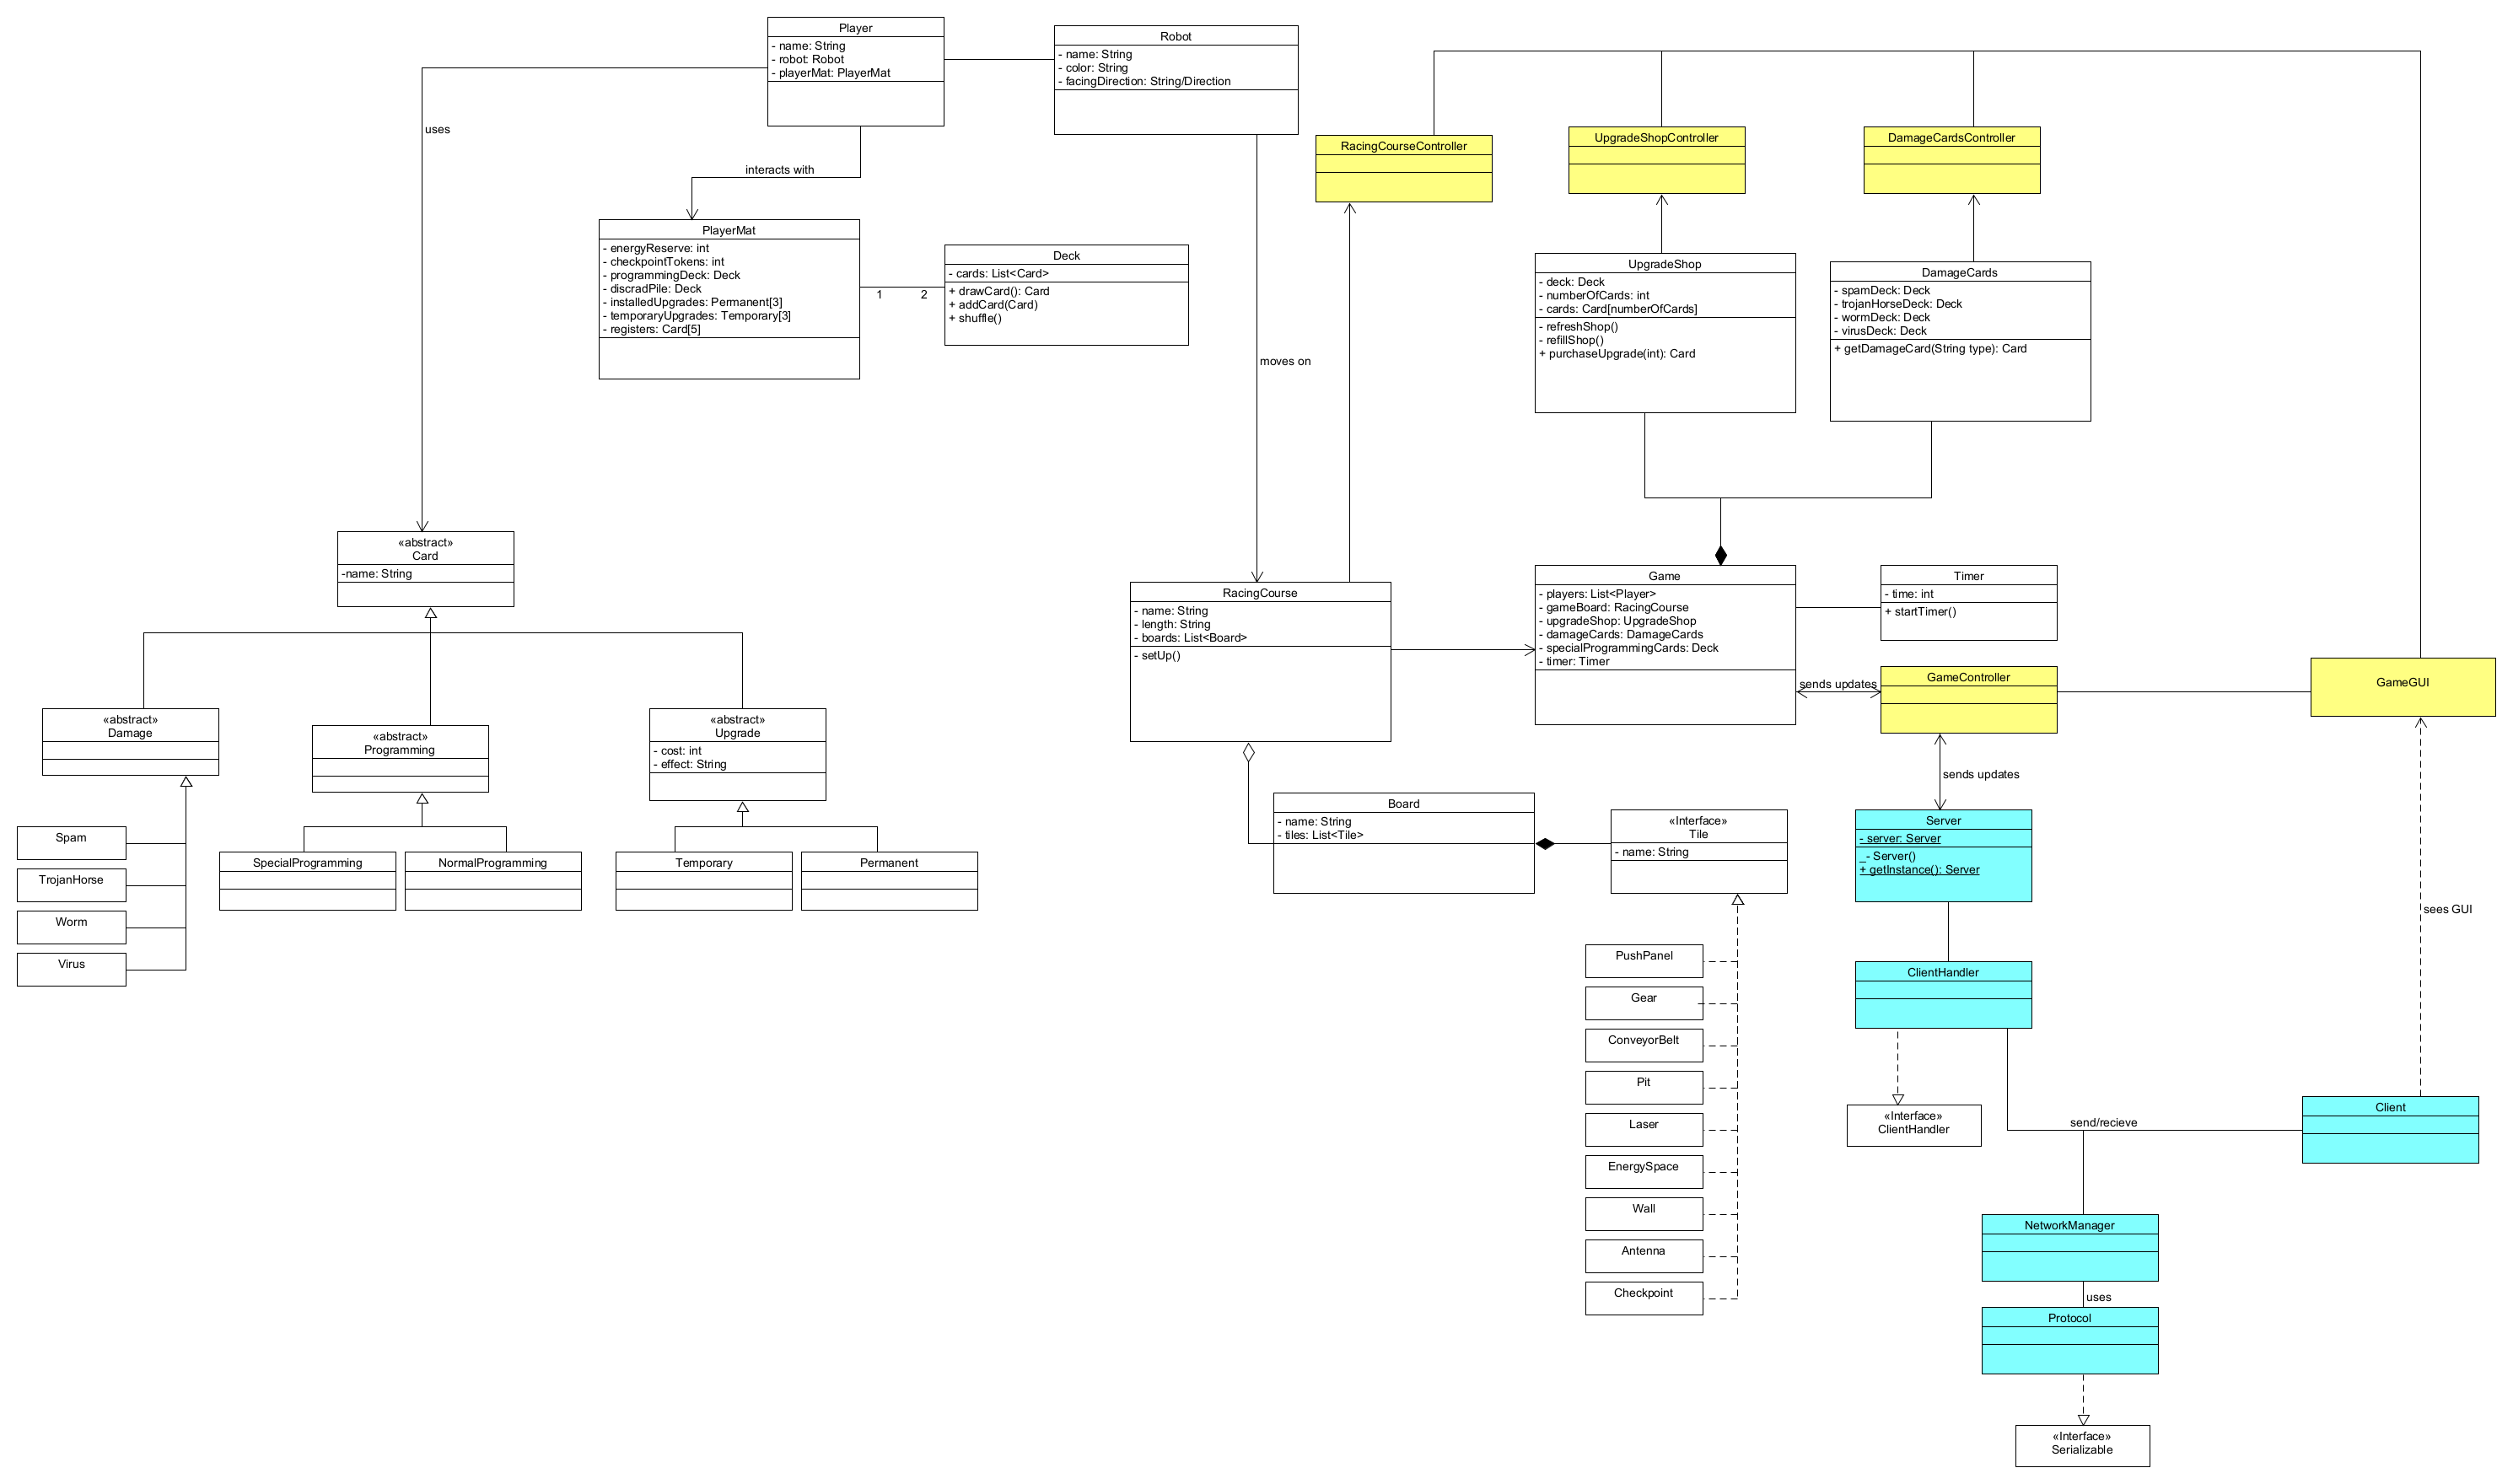 Player
- name: String
- robot: Robot
- playerMat: PlayerMat
Robot
- name: String
- color: String
- facingDirection: String/Direction
uses
interacts with
RacingCourseController
UpgradeShopController
DamageCardsController
PlayerMat
- energyReserve: int
- checkpointTokens: int
- programmingDeck: Deck
- discradPile: Deck
- installedUpgrades: Permanent[3]
- temporaryUpgrades: Temporary[3]
- registers: Card[5]
1
2
Deck
- cards: List<Card>
+ drawCard(): Card
+ addCard(Card)
+ shuffle()
moves on
UpgradeShop
- deck: Deck
- numberOfCards: int
- cards: Card[numberOfCards]
- refreshShop()
- refillShop()
+ purchaseUpgrade(int): Card
DamageCards
- spamDeck: Deck
- trojanHorseDeck: Deck
- wormDeck: Deck
- virusDeck: Deck
+ getDamageCard(String type): Card
«abstract»
Card
-name: String
RacingCourse
- name: String
- length: String
- boards: List<Board>
- setUp()
Game
- players: List<Player>
- gameBoard: RacingCourse
- upgradeShop: UpgradeShop
- damageCards: DamageCards
- specialProgrammingCards: Deck
- timer: Timer
Timer
- time: int
+ startTimer()
sends updates
GameController
GameGUI
«abstract»
Damage
«abstract»
Programming
«abstract»
Upgrade
- cost: int
- effect: String
sends updates
Spam
TrojanHorse
Worm
Virus
SpecialProgramming
NormalProgramming
Temporary
Permanent
Board
- name: String
- tiles: List<Tile>
«Interface»
Tile
- name: String
Server
- server: Server
_- Server()
+ getInstance(): Server
sees GUI
PushPanel
Gear
ConveyorBelt
Pit
Laser
EnergySpace
Wall
Antenna
Checkpoint
ClientHandler
«Interface»
ClientHandler
send/recieve
Client
NetworkManager
uses
Protocol
«Interface»
Serializable